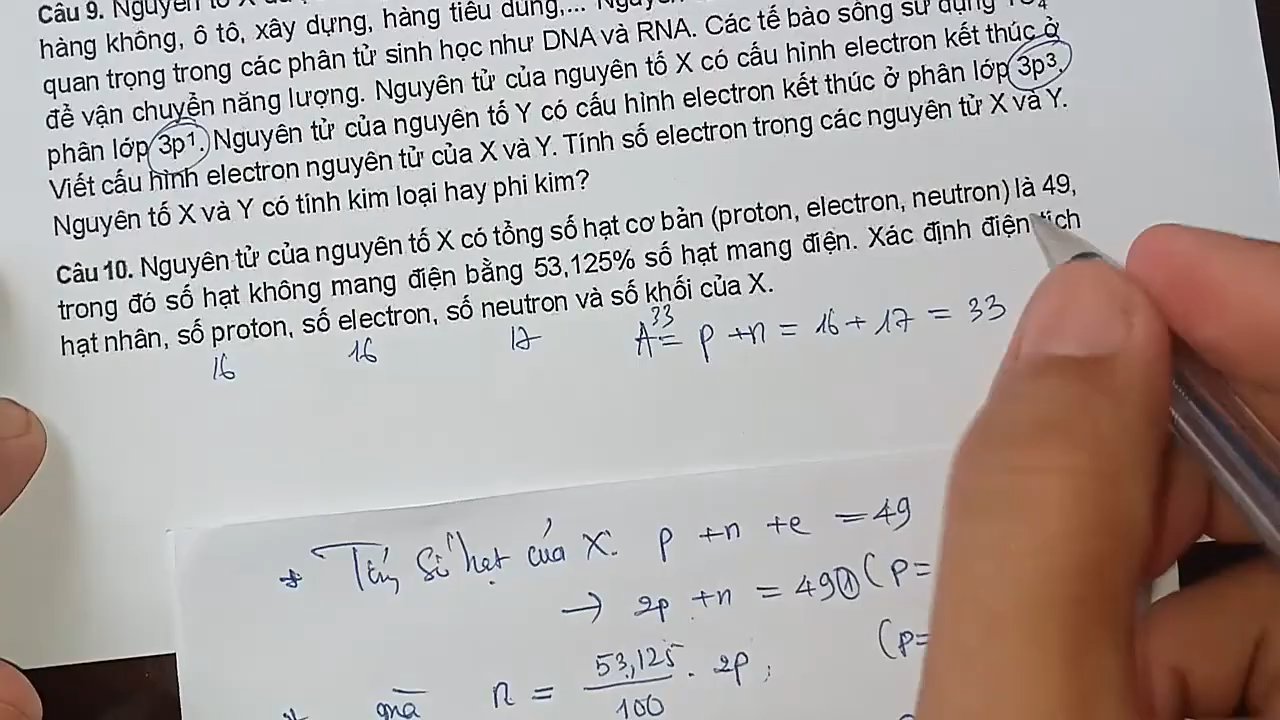 Câu 9. Nguyên tố X
hàng không, ô tô, xây dựng, hàng tiêu dùng,...
quan trọng trong các phân tử sinh học như DNA và RNA. Các tế bào sống sử dụng
để vận chuyển năng lượng. Nguyên tử của nguyên tố X có cấu hình electron kết thúc ở
phân lớp 3p¹. Nguyên tử của nguyên tố Y có cấu hình electron kết thúc ở phân lớp 3p³.
Viết cấu hình electron nguyên tử của X và Y. Tính số electron trong các nguyên tử X và Y.
Nguyên tố X và Y có tính kim loại hay phi kim?
Câu 10. Nguyên tử của nguyên tố X có tổng số hạt cơ bản (proton, electron, neutron) là 49,
trong đó số hạt không mang điện bằng 53,125% số hạt mang điện. Xác định điện tích
hạt nhân, số proton, số electron, số neutron và số khối của X.
16 16 17 33
A = p + n = 16 + 17 = 33
p + n + e = 49
số hạt của X.
→ 2p + n = 49 ① (p =
(p=
n = 53,125/100 . 2p ;